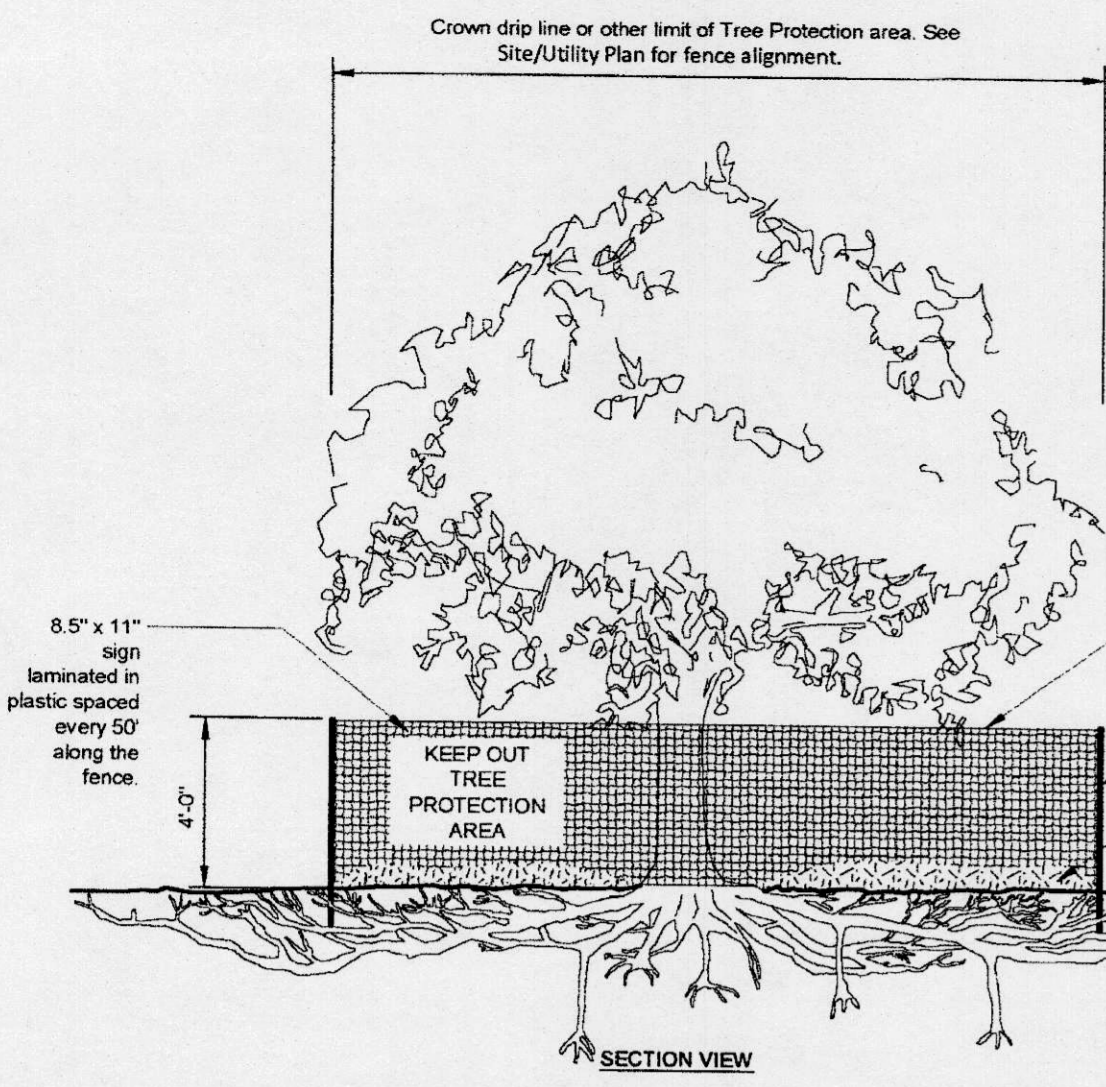 Crown drip line or other limit of Tree Protection area. See
Site/Utility Plan for fence alignment.
8.5" x 11"
sign
laminated in
plastic spaced
every 50'
along the
fence.
4'-0"
KEEP OUT
TREE
PROTECTION
AREA
SECTION VIEW